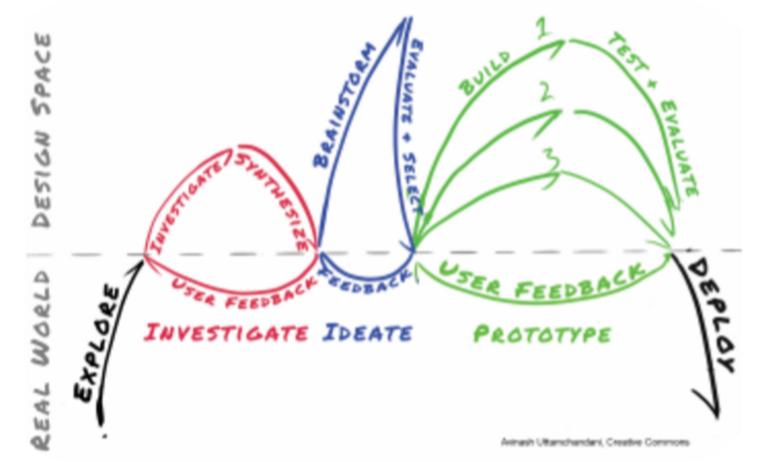 DESIGN SPACE
REAL WORLD
EXPLORE
INVESTIGATE
SYNTHESIZE
USER FEEDBACK
INVESTIGATE
BRAINSTORM
EVALUATE + SELECT
FEEDBACK
IDEATE
BUILD
1
2
3
TEST + EVALUATE
USER FEEDBACK
PROTOTYPE
DEPLOY
Avinash Uttamchandani, Creative Commons